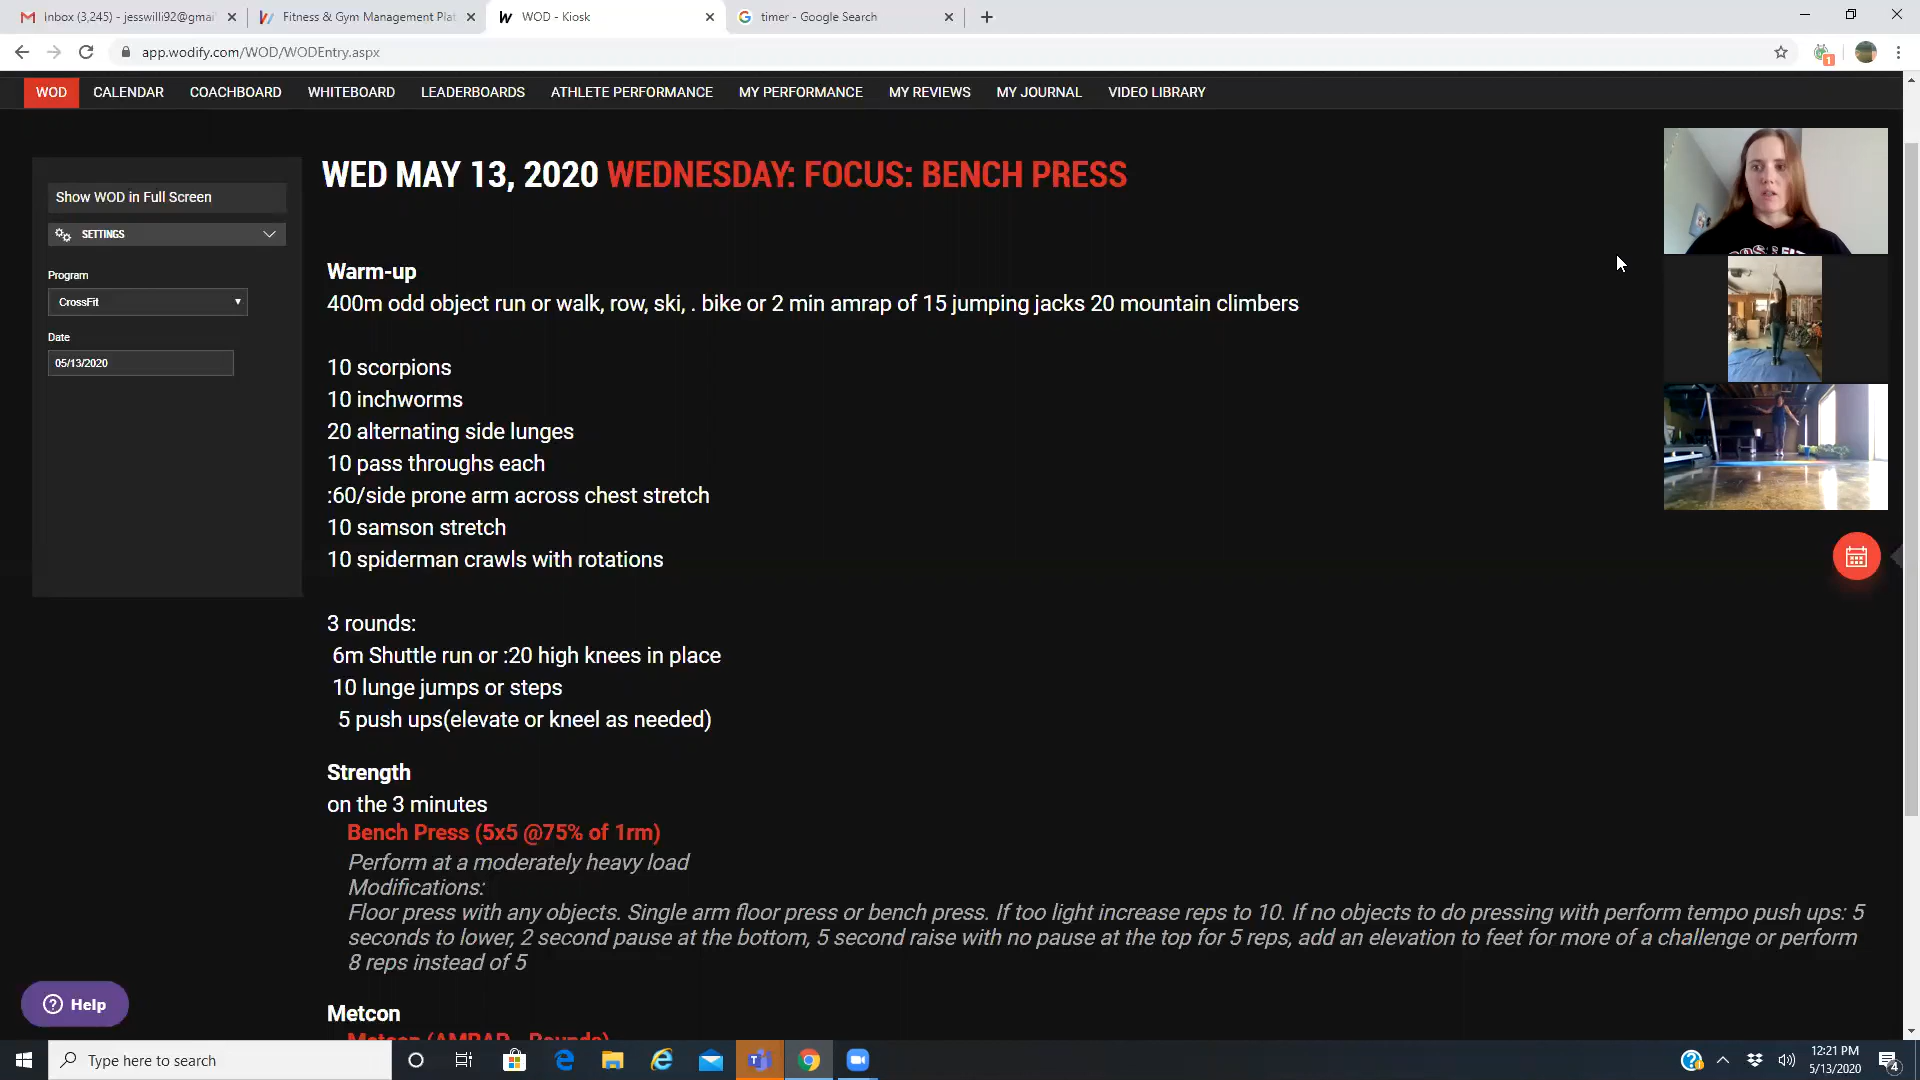 Inbox (3,245) - jesswilli92@gmai
Fitness & Gym Management Plat
WOD - Kiosk
timer - Google Search
app.wodify.com/WOD/WODEntry.aspx
1
WOD CALENDAR COACHBOARD WHITEBOARD LEADERBOARDS ATHLETE PERFORMANCE MY PERFORMANCE MY REVIEWS MY JOURNAL VIDEO LIBRARY
Show WOD in Full Screen
SETTINGS
Program
CrossFit
Date
05/13/2020
WED MAY 13, 2020 WEDNESDAY: FOCUS: BENCH PRESS
Warm-up
400m odd object run or walk, row, ski, . bike or 2 min amrap of 15 jumping jacks 20 mountain climbers
10 scorpions
10 inchworms
20 alternating side lunges
10 pass throughs each
:60/side prone arm across chest stretch
10 samson stretch
10 spiderman crawls with rotations
3 rounds:
6m Shuttle run or :20 high knees in place
10 lunge jumps or steps
5 push ups(elevate or kneel as needed)
Strength
on the 3 minutes
Bench Press (5x5 @75% of 1rm)
Perform at a moderately heavy load
Modifications:
Floor press with any objects. Single arm floor press or bench press. If too light increase reps to 10. If no objects to do pressing with perform tempo push ups: 5
seconds to lower, 2 second pause at the bottom, 5 second raise with no pause at the top for 5 reps, add an elevation to feet for more of a challenge or perform
8 reps instead of 5
Metcon
Metcon (AMRAP - Rounds)
Help
Type here to search
12:21 PM
5/13/2020
4